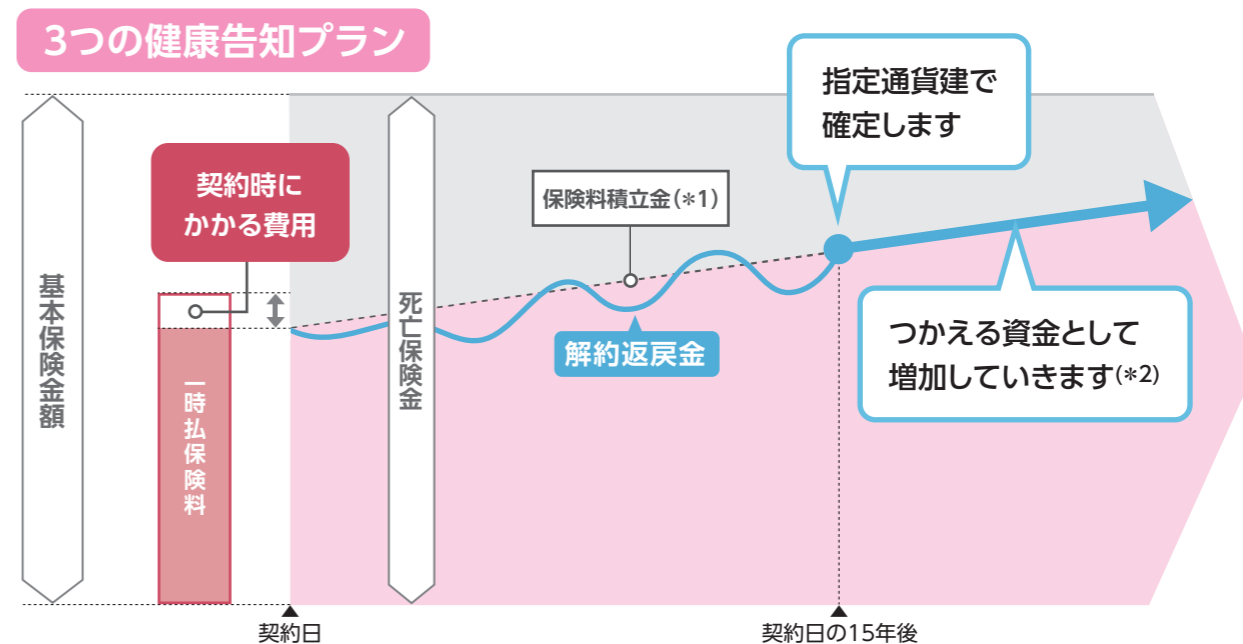 3つの健康告知プラン
指定通貨建で
確定します
契約時に
かかる費用
保険料積立金(*1)
基本保険金額
死亡保険金
一時払保険料
解約返戻金
つかえる資金として
増加していきます(*2)
契約日
契約日の15年後